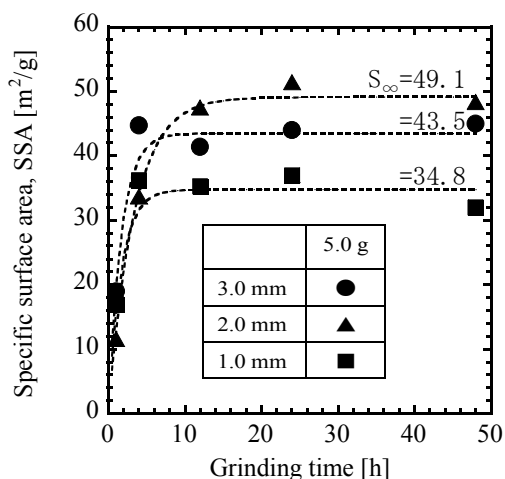 Specific surface area, SSA [m²/g]
60
50
40
30
20
10
0
S∞=49.1
=43.5
=34.8
5.0 g
3.0 mm ●
2.0 mm ▲
1.0 mm ■
0 10 20 30 40 50
Grinding time [h]